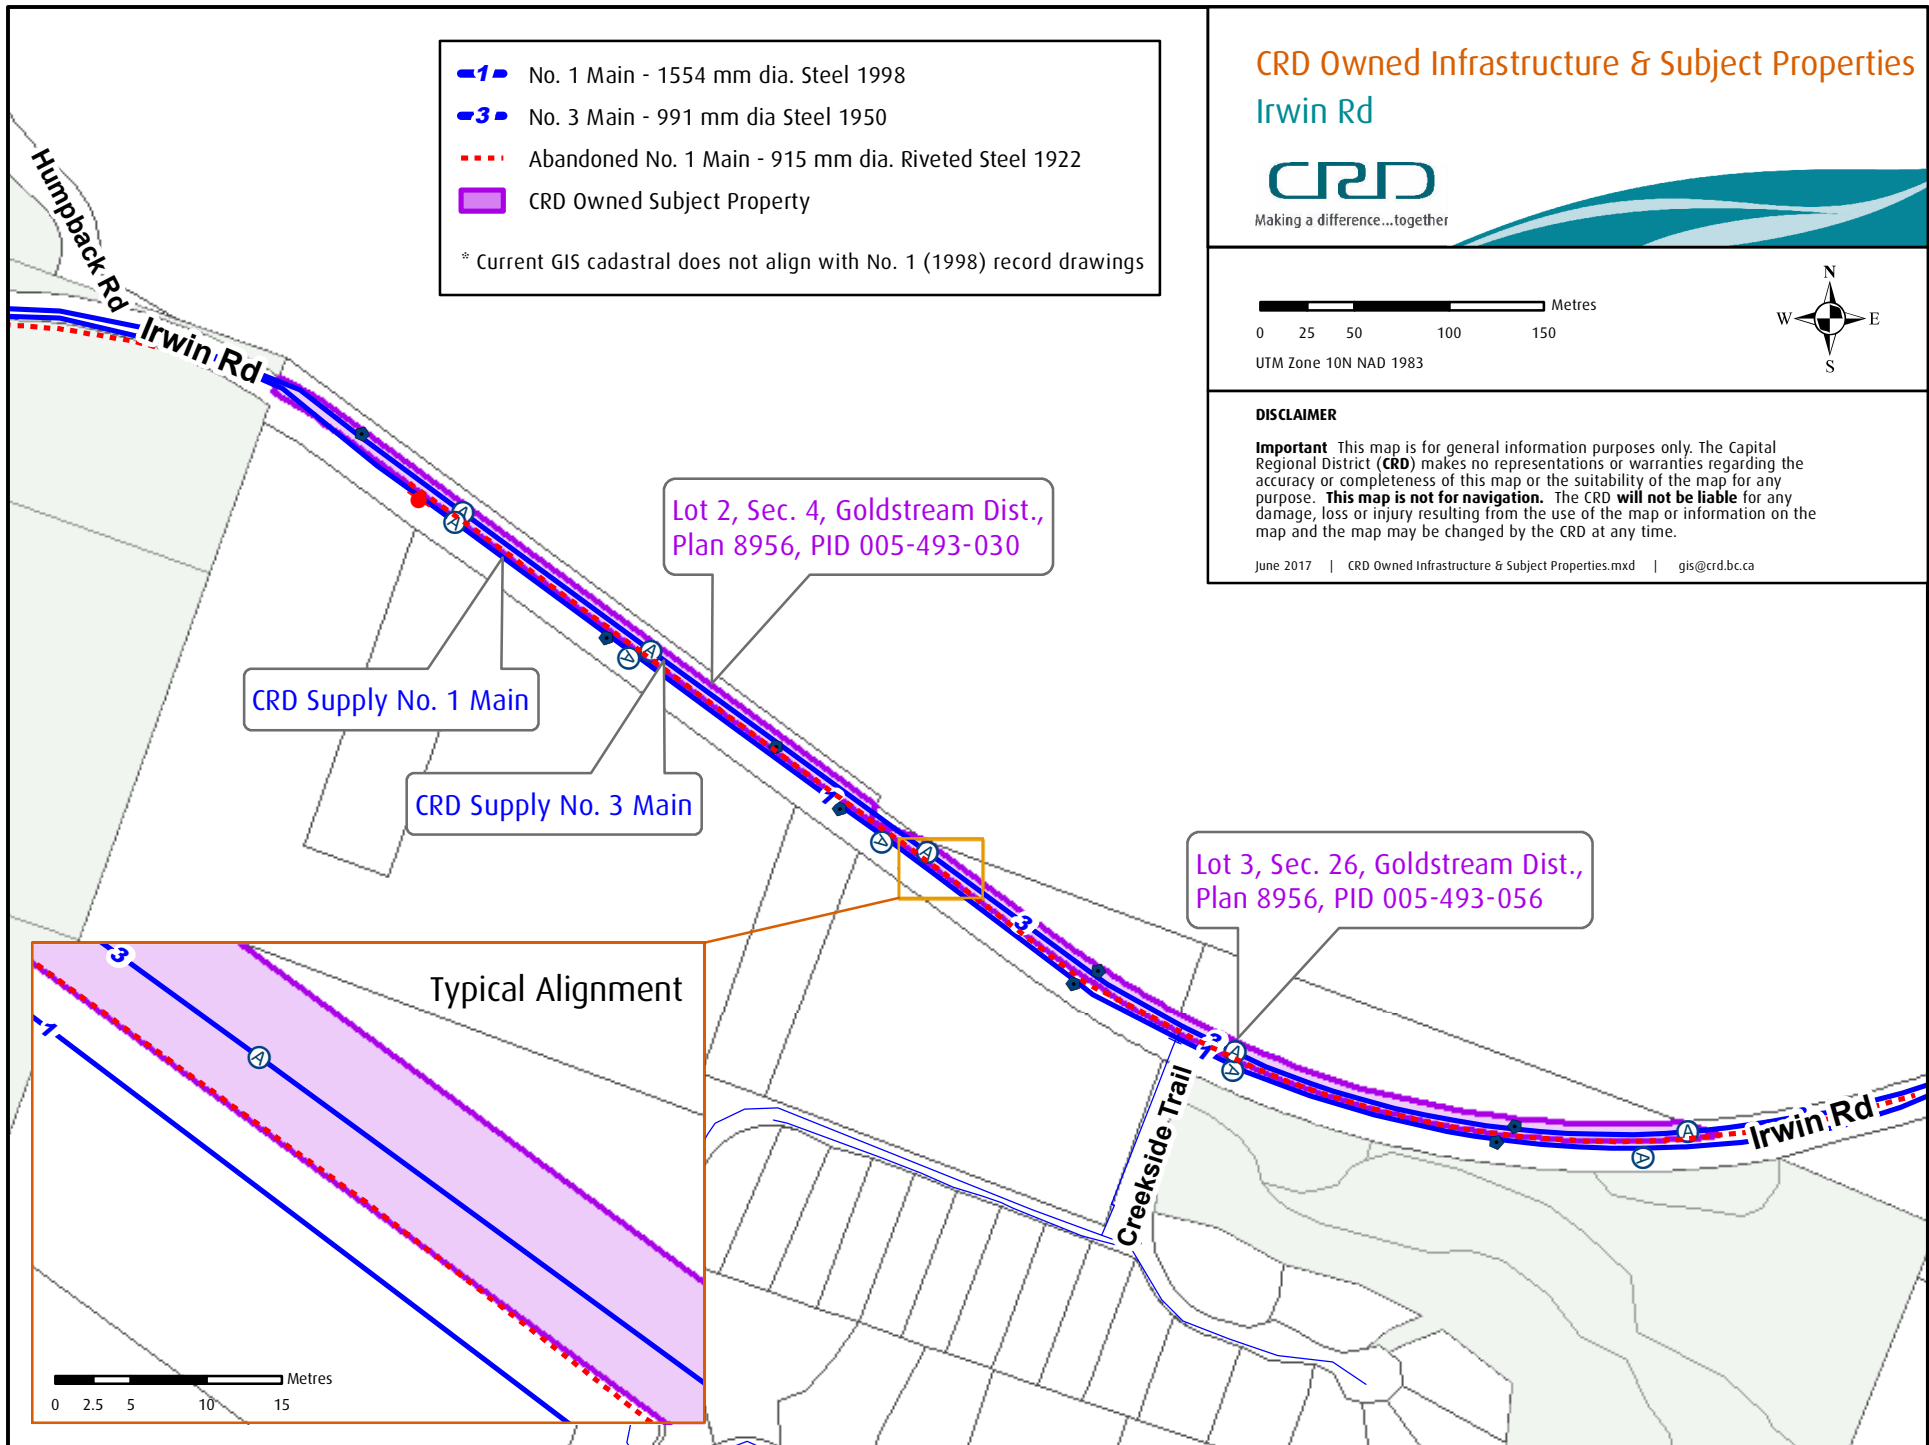 1 No. 1 Main - 1554 mm dia. Steel 1998
3 No. 3 Main - 991 mm dia Steel 1950
Abandoned No. 1 Main - 915 mm dia. Riveted Steel 1922
CRD Owned Subject Property
* Current GIS cadastral does not align with No. 1 (1998) record drawings
CRD Owned Infrastructure & Subject Properties
Irwin Rd
CRD
Making a difference...together
Metres
0 25 50 100 150
UTM Zone 10N NAD 1983
N
W E
S
DISCLAIMER
Important This map is for general information purposes only. The Capital
Regional District (CRD) makes no representations or warranties regarding the
accuracy or completeness of this map or the suitability of the map for any
purpose. This map is not for navigation. The CRD will not be liable for any
damage, loss or injury resulting from the use of the map or information on the
map and the map may be changed by the CRD at any time.
June 2017 | CRD Owned Infrastructure & Subject Properties.mxd | gis@crd.bc.ca
Humpback Rd
Irwin Rd
A
A
Lot 2, Sec. 4, Goldstream Dist.,
Plan 8956, PID 005-493-030
A
A
CRD Supply No. 1 Main
CRD Supply No. 3 Main
1
A
A
3
Lot 3, Sec. 26, Goldstream Dist.,
Plan 8956, PID 005-493-056
3
1
A
A
Creekside Trail
A
A
Irwin Rd
Typical Alignment
3
1
A
Metres
0 2.5 5 10 15